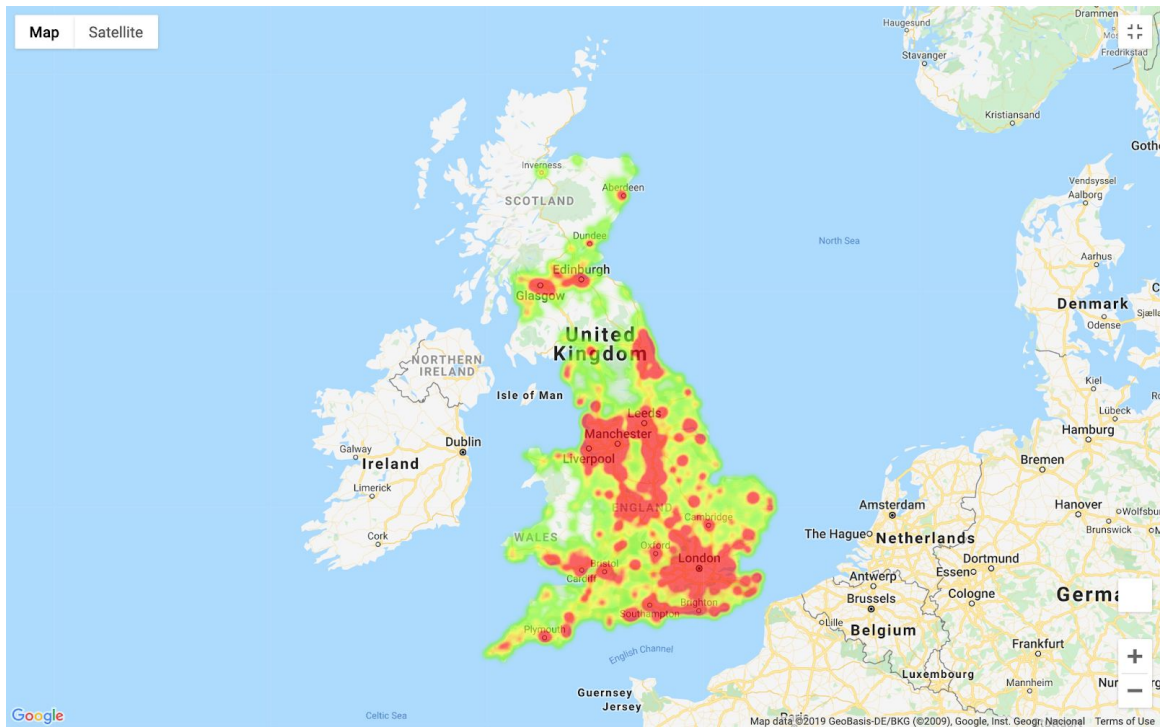 Map Satellite
Haugesund
Drammen
Stavanger
Fredrikstad
Kristiansand
Vendsyssel
Aalborg
Inverness
SCOTLAND
Aberdeen
Dundee
North Sea
Aarhus
Edinburgh
Glasgow
Denmark
Odense
United
Kingdom
NORTHERN
IRELAND
Isle of Man
Kiel
Lübeck
Leeds
Hamburg
Manchester
Dublin
Galway
Liverpool
Ireland
Bremen
Limerick
Amsterdam
Hanover
ENGLAND
Cambridge
Cork
WALES
The Hague
Netherlands
Brunswick
Oxford
London
Dortmund
Essen
Bristol
Cardiff
Antwerp
Cologne
Brussels
Brighton
Southampton
Lille
Plymouth
Belgium
English Channel
Frankfurt
Luxembourg
Guernsey
Jersey
Mannheim
Google
Celtic Sea
Map data ©2019 GeoBasis-DE/BKG (©2009), Google, Inst. Geogr. Nacional Terms of Use